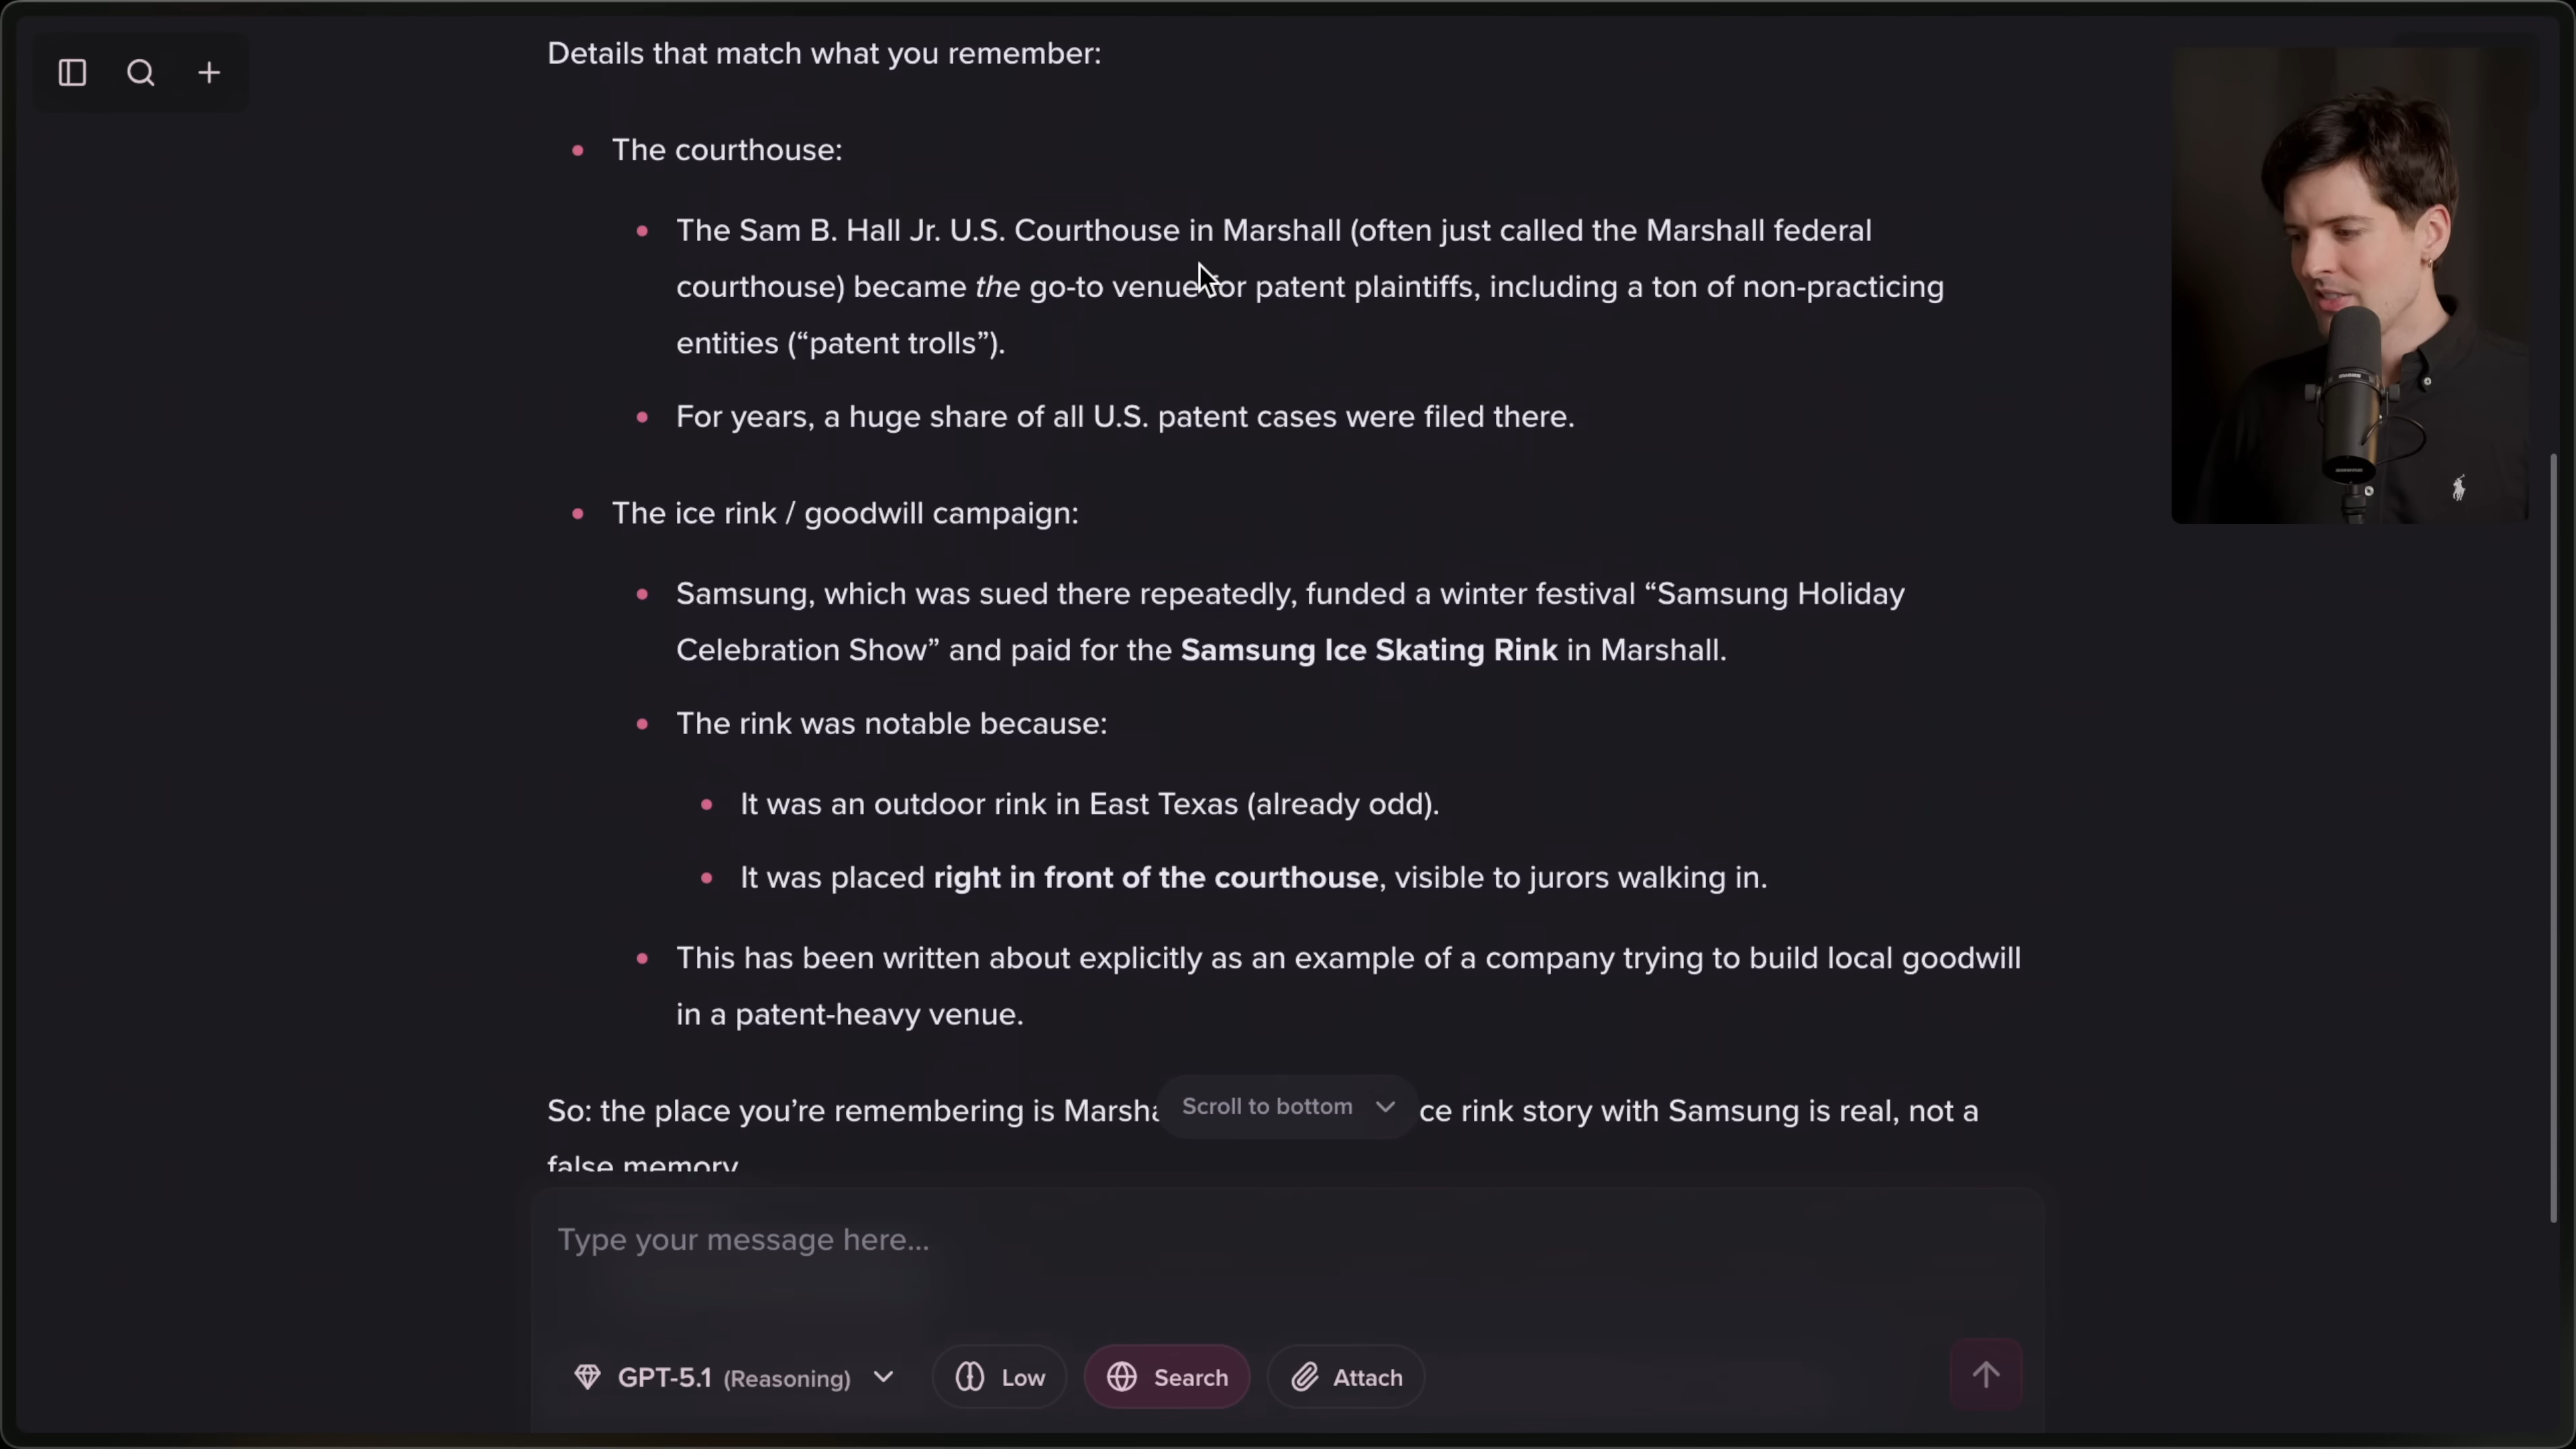 Details that match what you remember:
The courthouse:
The Sam B. Hall Jr. U.S. Courthouse in Marshall (often just called the Marshall federal
courthouse) became the go-to venue for patent plaintiffs, including a ton of non-practicing
entities (“patent trolls”).
For years, a huge share of all U.S. patent cases were filed there.
The ice rink / goodwill campaign:
Samsung, which was sued there repeatedly, funded a winter festival “Samsung Holiday
Celebration Show” and paid for the Samsung Ice Skating Rink in Marshall.
The rink was notable because:
It was an outdoor rink in East Texas (already odd).
It was placed right in front of the courthouse, visible to jurors walking in.
This has been written about explicitly as an example of a company trying to build local goodwill
in a patent-heavy venue.
So: the place you’re remembering is rink story with Samsung is real, not a
false memory
Scroll to bottom
Type your message here...
GPT-5.1 (Reasoning) Low Search Attach